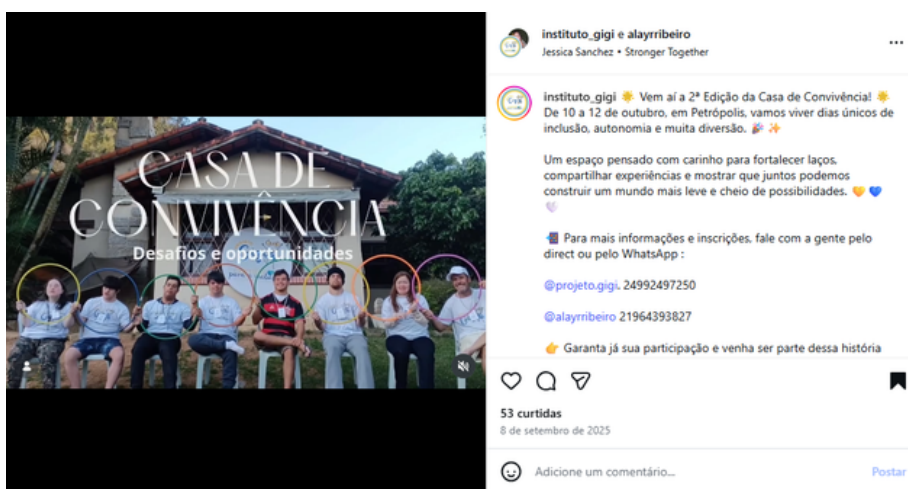 CASA DE
CONVIVÊNCIA
Desafios e oportunidades
instituto_gigi e alayrribeiro
Jessica Sanchez • Stronger Together
instituto_gigi 🌟 Vem aí a 2ª Edição da Casa de Convivência! 🌟
De 10 a 12 de outubro, em Petrópolis, vamos viver dias únicos de
inclusão, autonomia e muita diversão. 🎉 ✨
Um espaço pensado com carinho para fortalecer laços,
compartilhar experiências e mostrar que juntos podemos
construir um mundo mais leve e cheio de possibilidades. 🧡 💙
🤍
📲 Para mais informações e inscrições, fale com a gente pelo
direct ou pelo WhatsApp :
@projeto.gigi. 24992497250
@alayrribeiro 21964393827
👉 Garanta já sua participação e venha ser parte dessa história
53 curtidas
8 de setembro de 2025
Adicione um comentário...
Postar